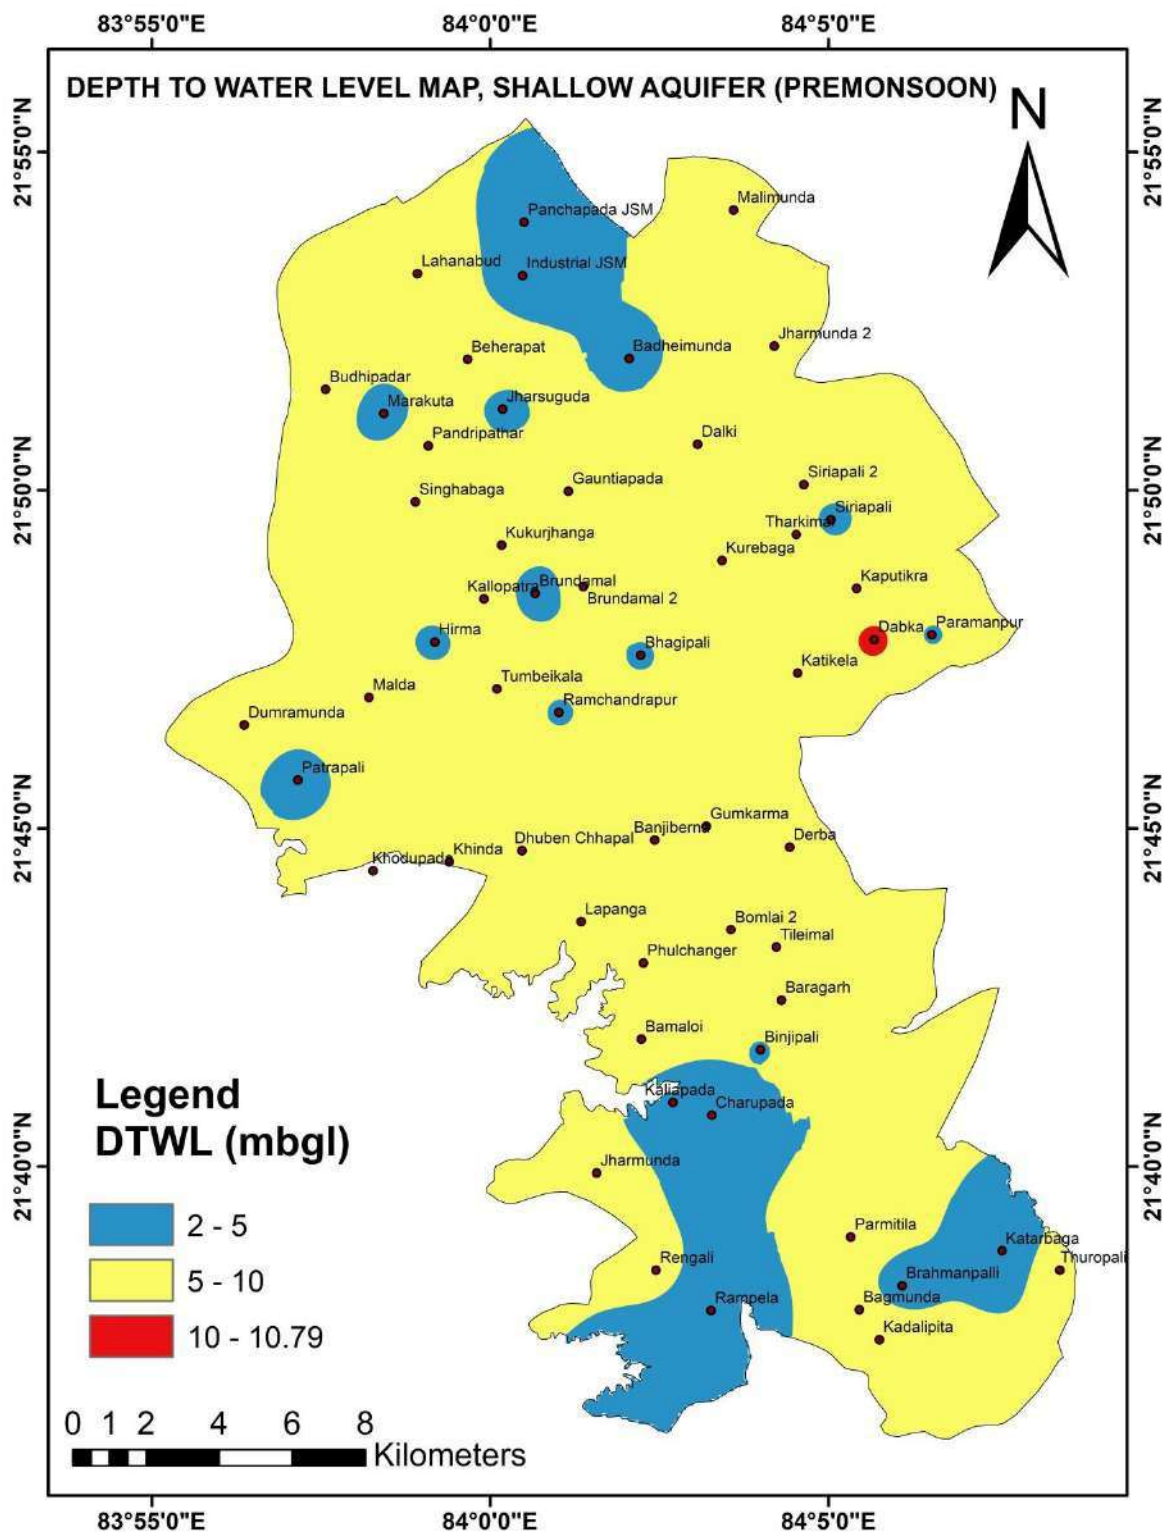 83°55'0"E
84°0'0"E
84°5'0"E
DEPTH TO WATER LEVEL MAP, SHALLOW AQUIFER (PREMONSOON)
N
21°55'0"N
21°55'0"N
Malimunda
Panchapada JSM
Lahanabud
Industrial JSM
Jharmunda 2
Beherapat
Badheimunda
Budhipadar
Marakuta
Jharsuguda
Pandripathar
Dalki
21°50'0"N
21°50'0"N
Siriapali 2
Gauntiapada
Singhabaga
Siriapali
Tharkimal
Kukurjhanga
Kurebaga
Kaputikra
Kallopatra
Brundamal
Brundamal 2
Hirma
Dabka
Paramanpur
Bhagipali
Katikela
Tumbeikala
Malda
Ramchandrapur
Dumramunda
Patrapali
21°45'0"N
21°45'0"N
Gumkarma
Banjiberna
Dhuben Chhapal
Derba
Khinda
Khodupada
Lapanga
Bomlai 2
Tileimal
Phulchanger
Baragarh
Bamaloi
Binjipali
Kaliapada
Charupada
21°40'0"N
21°40'0"N
Jharmunda
Parmitila
Katarbaga
Rengali
Thuropali
Brahmanpalli
Rampela
Bagmunda
Kadalipita
Legend
DTWL (mbgl)
2 - 5
5 - 10
10 - 10.79
0 1 2 4 6 8
Kilometers
83°55'0"E
84°0'0"E
84°5'0"E